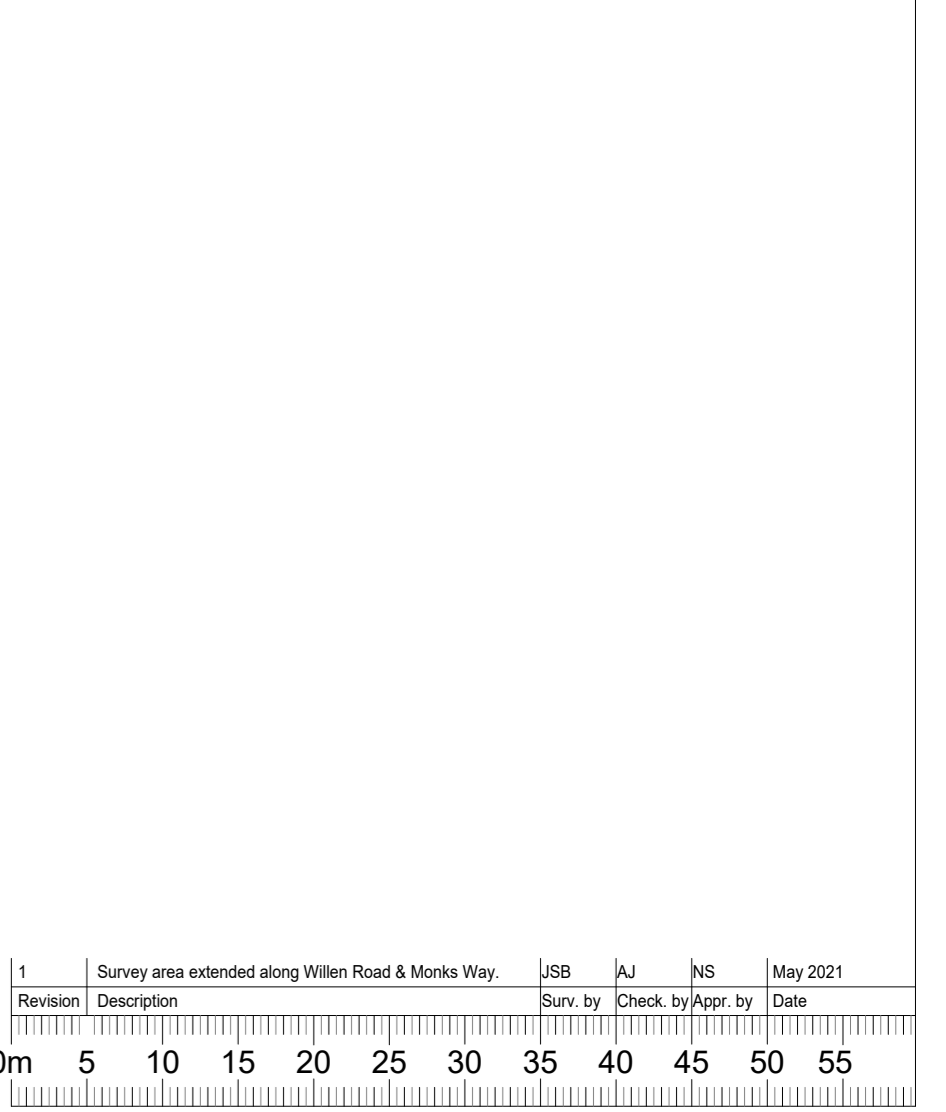 1 Survey area extended along Willen Road & Monks Way. JSB AJ NS May 2021
Revision Description Surv. by Check. by Appr. by Date
0m 5 10 15 20 25 30 35 40 45 50 55